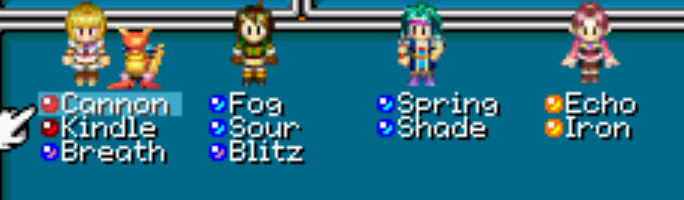 Cannon Fog Spring Echo
Kindle Sour Shade Iron
Breath Blitz